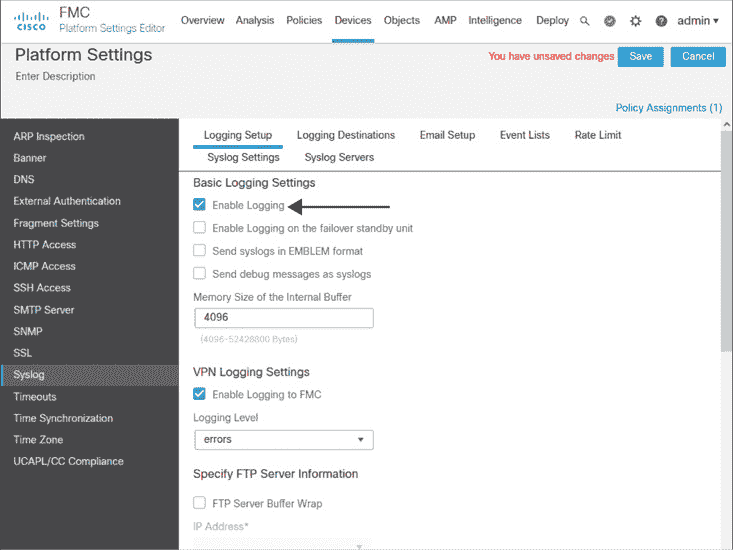 CISCO
FMC
Platform Settings Editor
Overview Analysis Policies Devices Objects AMP Intelligence Deploy admin
Platform Settings
Enter Description
You have unsaved changes Save Cancel
Policy Assignments (1)
ARP Inspection
Banner
DNS
External Authentication
Fragment Settings
HTTP Access
ICMP Access
SSH Access
SMTP Server
SNMP
SSL
Syslog
Timeouts
Time Synchronization
Time Zone
UCAPL/CC Compliance
Logging Setup Logging Destinations Email Setup Event Lists Rate Limit
Syslog Settings Syslog Servers
Basic Logging Settings
Enable Logging
Enable Logging on the failover standby unit
Send syslogs in EMBLEM format
Send debug messages as syslogs
Memory Size of the Internal Buffer
4096
(4096-52428800 Bytes)
VPN Logging Settings
Enable Logging to FMC
Logging Level
errors
Specify FTP Server Information
FTP Server Buffer Wrap
IP Address*